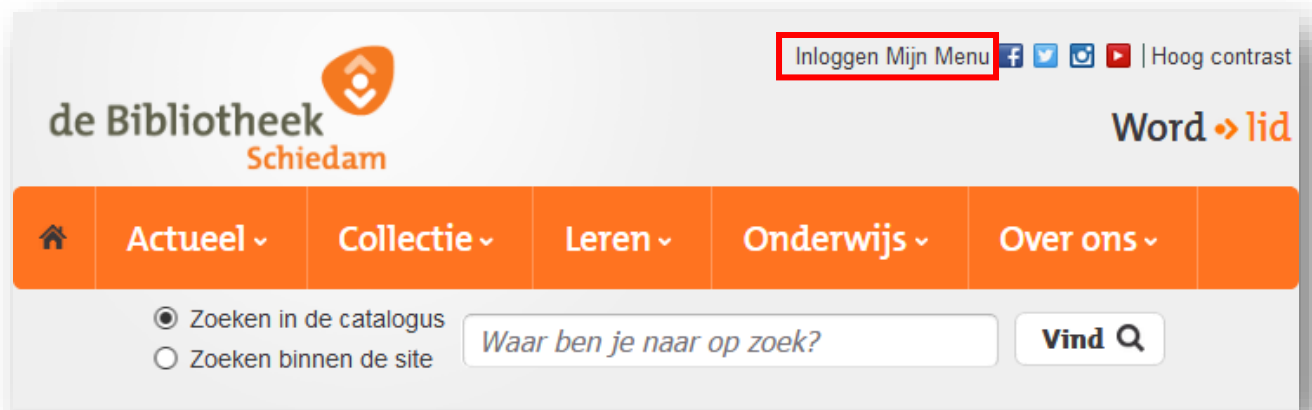 Inloggen Mijn Menu | Hoog contrast
de Bibliotheek
Schiedam
Word lid
Actueel Collectie Leren Onderwijs Over ons
Zoeken in de catalogus
Zoeken binnen de site
Waar ben je naar op zoek?
Vind